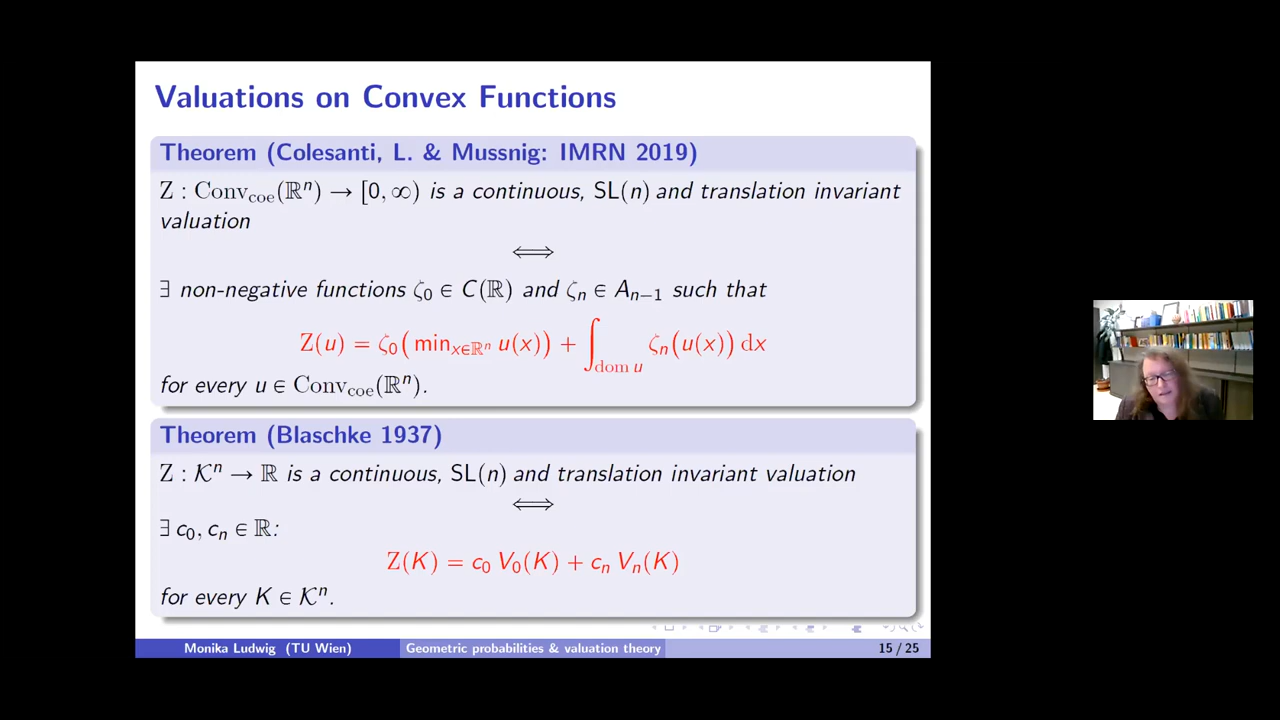 Valuations on Convex Functions
Theorem (Colesanti, L. & Mussnig: IMRN 2019)
Z : Conv_coe(ℝⁿ) → [0, ∞) is a continuous, SL(n) and translation invariant
valuation
⟺
∃ non-negative functions ζ₀ ∈ C(ℝ) and ζₙ ∈ Aₙ₋₁ such that
Z(u) = ζ₀(min_{x∈ℝⁿ} u(x)) + ∫_{dom u} ζₙ(u(x)) dx
for every u ∈ Conv_coe(ℝⁿ).
Theorem (Blaschke 1937)
Z : 𝒦ⁿ → ℝ is a continuous, SL(n) and translation invariant valuation
⟺
∃ c₀, cₙ ∈ ℝ:
Z(K) = c₀ V₀(K) + cₙ Vₙ(K)
for every K ∈ 𝒦ⁿ.
Monika Ludwig (TU Wien) Geometric probabilities & valuation theory 15 / 25